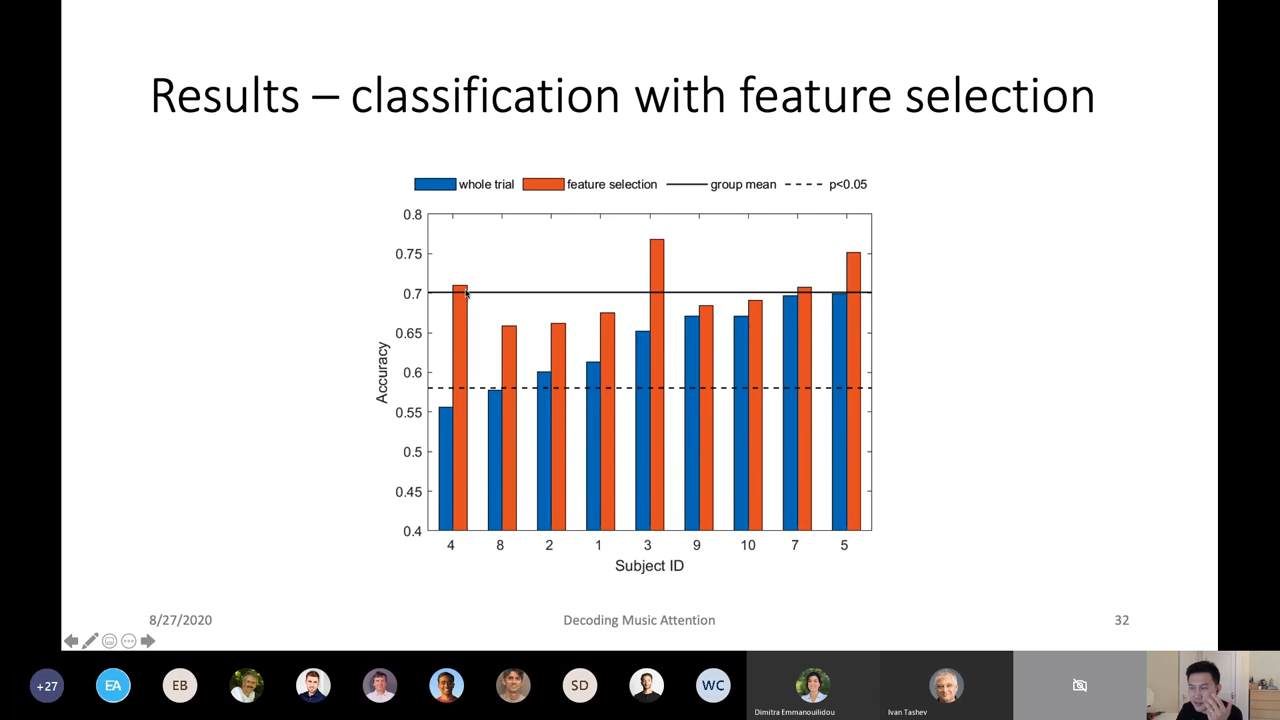 Results – classification with feature selection
whole trial feature selection group mean p<0.05
0.8
0.75
0.7
0.65
0.6
0.55
0.5
0.45
0.4
Accuracy
4 8 2 1 3 9 10 7 5
Subject ID
8/27/2020 Decoding Music Attention 32
+27 EA EB SD WC
Dimitra Emmanouilidou Ivan Tashev